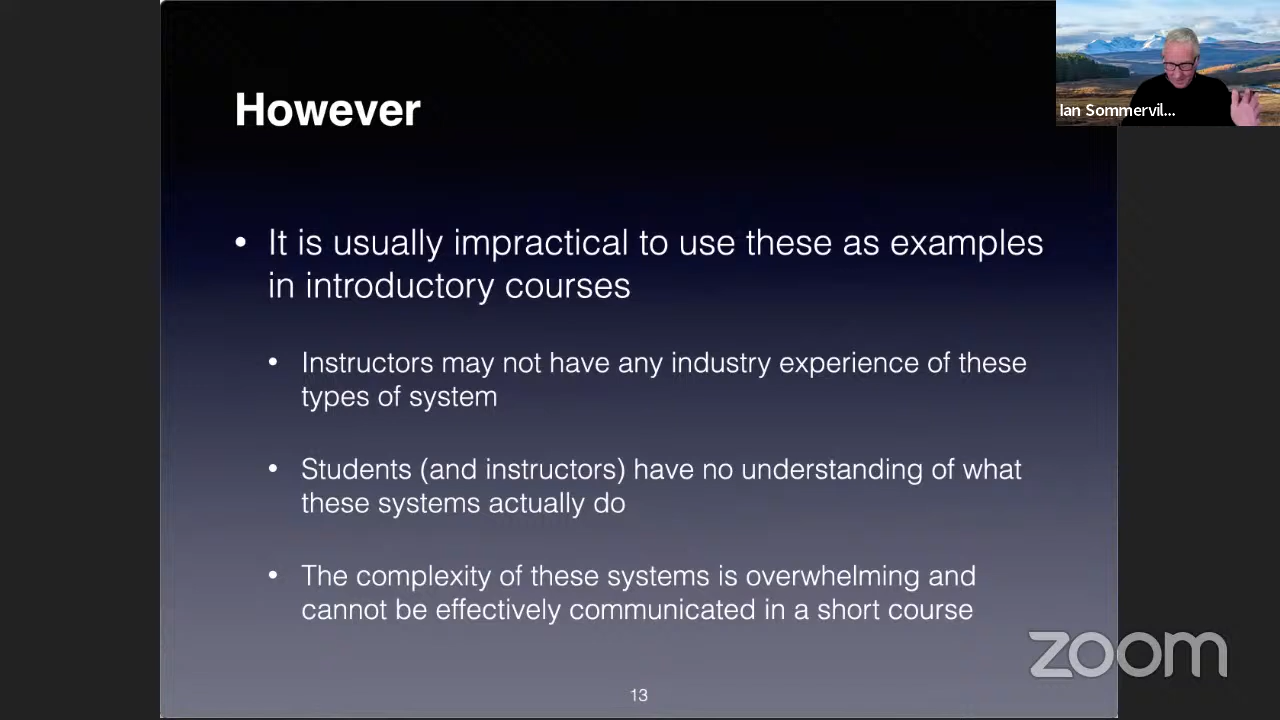 However
Ian Sommervil...
• It is usually impractical to use these as examples
in introductory courses
• Instructors may not have any industry experience of these
types of system
• Students (and instructors) have no understanding of what
these systems actually do
• The complexity of these systems is overwhelming and
cannot be effectively communicated in a short course
zoom
13